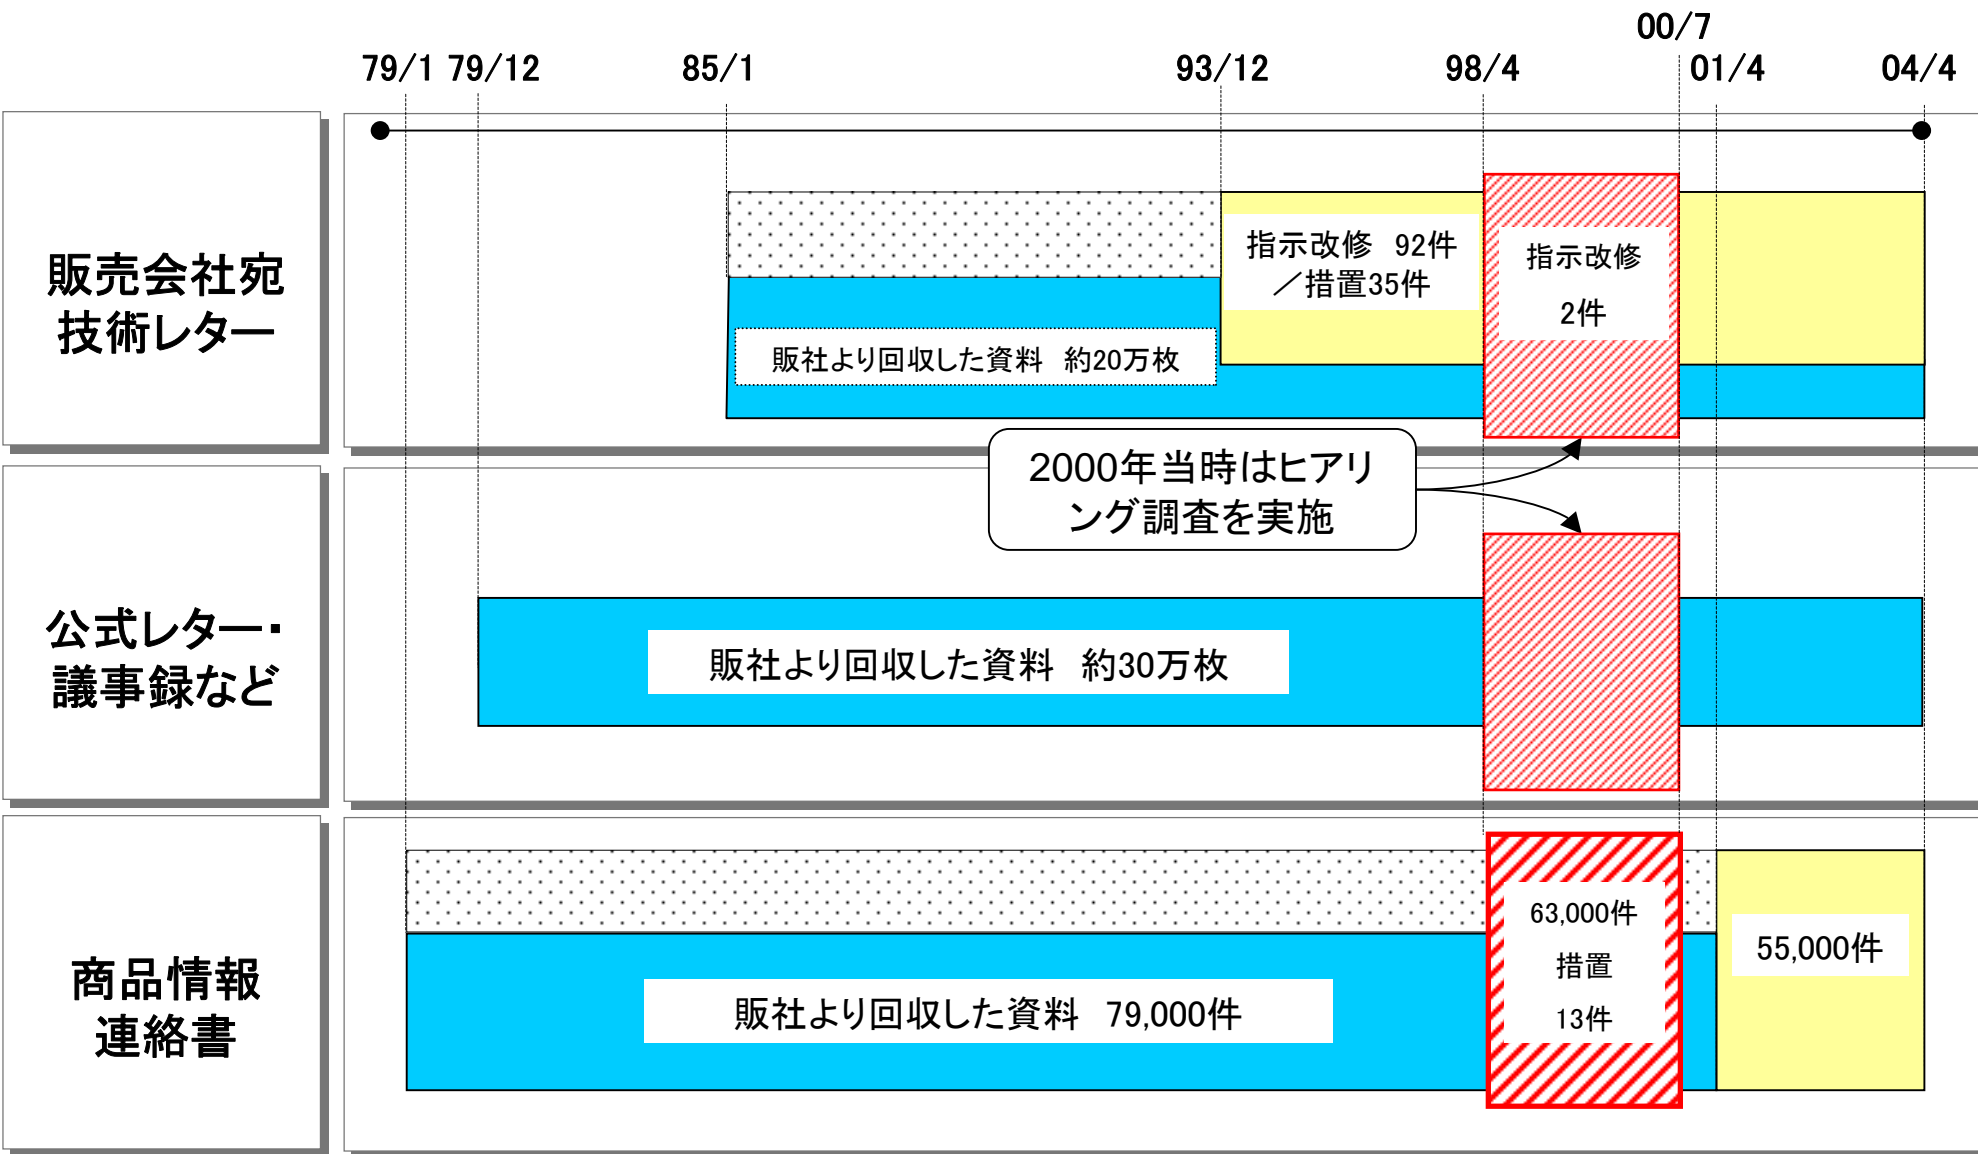 00/7
79/1 79/12 85/1 93/12 98/4 01/4 04/4
販売会社宛
技術レター
指示改修 92件
／措置35件
指示改修
2件
販社より回収した資料 約20万枚
2000年当時はヒアリ
ング調査を実施
公式レター・
議事録など
販社より回収した資料 約30万枚
商品情報
連絡書
販社より回収した資料 79,000件
63,000件
措置
13件
55,000件